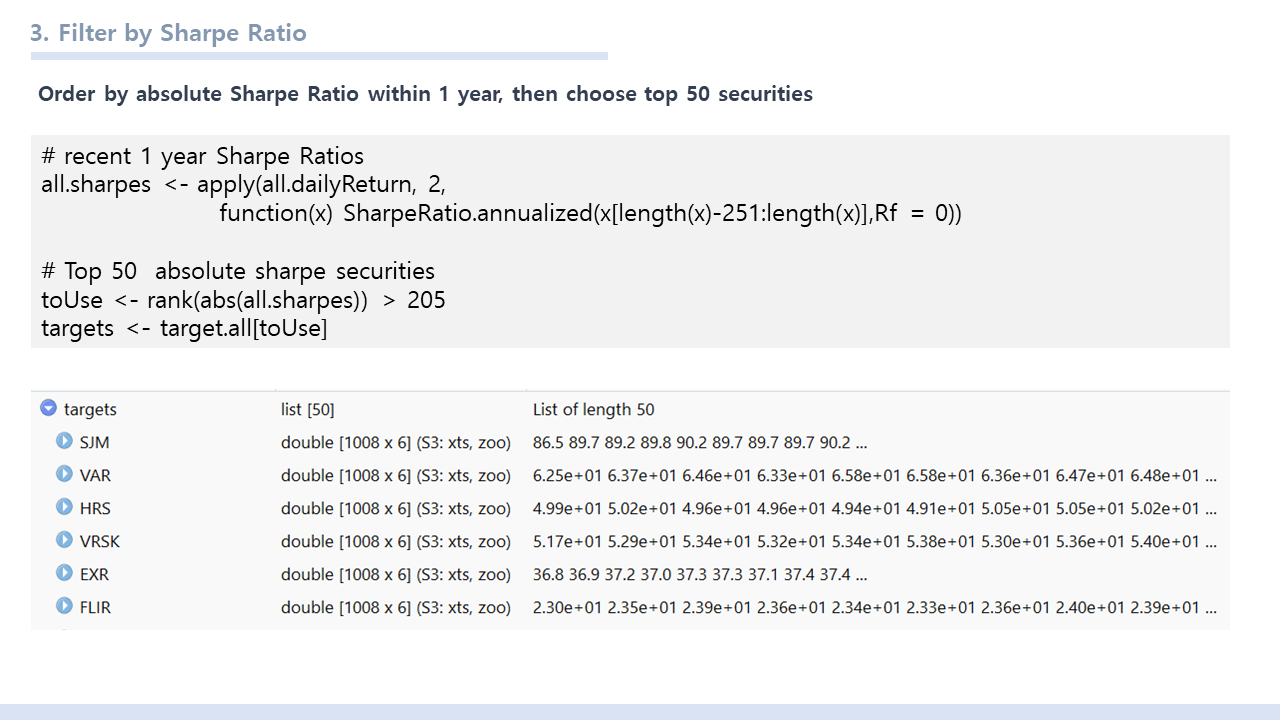 3. Filter by Sharpe Ratio
Order by absolute Sharpe Ratio within 1 year, then choose top 50 securities
# recent 1 year Sharpe Ratios
all.sharpes <- apply(all.dailyReturn, 2,
function(x) SharpeRatio.annualized(x[length(x)-251:length(x)],Rf = 0))
# Top 50 absolute sharpe securities
toUse <- rank(abs(all.sharpes)) > 205
targets <- target.all[toUse]
targets list [50] List of length 50
SJM double [1008 x 6] (S3: xts, zoo) 86.5 89.7 89.2 89.8 90.2 89.7 89.7 89.7 90.2 ...
VAR double [1008 x 6] (S3: xts, zoo) 6.25e+01 6.37e+01 6.46e+01 6.33e+01 6.58e+01 6.58e+01 6.36e+01 6.47e+01 6.48e+01 ...
HRS double [1008 x 6] (S3: xts, zoo) 4.99e+01 5.02e+01 4.96e+01 4.96e+01 4.94e+01 4.91e+01 5.05e+01 5.05e+01 5.02e+01 ...
VRSK double [1008 x 6] (S3: xts, zoo) 5.17e+01 5.29e+01 5.34e+01 5.32e+01 5.34e+01 5.38e+01 5.30e+01 5.36e+01 5.40e+01 ...
EXR double [1008 x 6] (S3: xts, zoo) 36.8 36.9 37.2 37.0 37.3 37.3 37.1 37.4 37.4 ...
FLIR double [1008 x 6] (S3: xts, zoo) 2.30e+01 2.35e+01 2.39e+01 2.36e+01 2.34e+01 2.33e+01 2.36e+01 2.40e+01 2.39e+01 ...